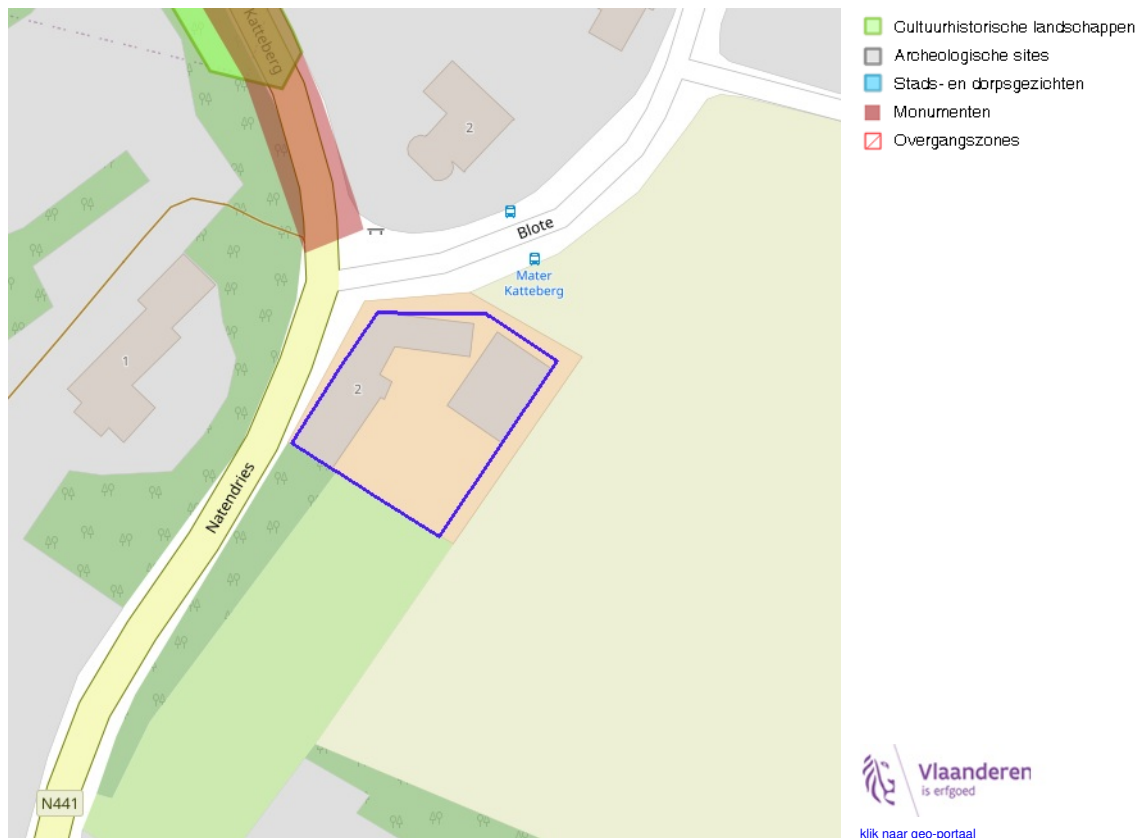 Katteberg
2
Blote
Mater
Katteberg
1
2
Natendries
N441
Cultuurhistorische landschappen
Archeologische sites
Stads- en dorpsgezichten
Monumenten
Overgangszones
Vlaanderen
is erfgoed
klik naar geo-portaal